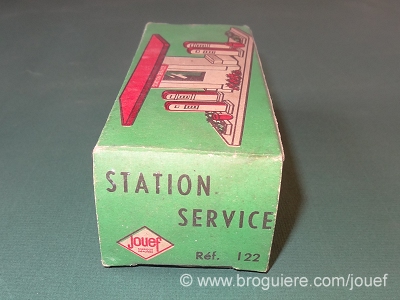 STATION
SERVICE
Jouef
Réf. 122
© www.broguiere.com/jouef